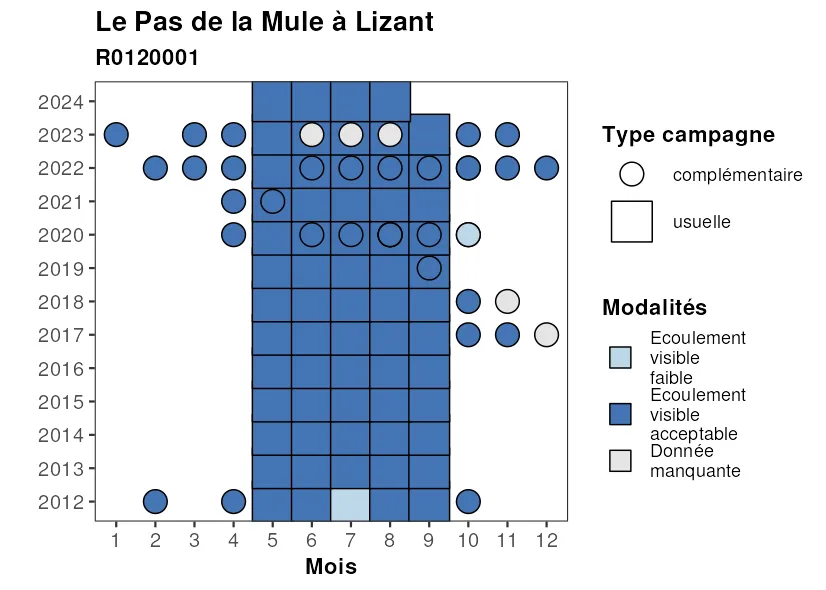 Le Pas de la Mule à Lizant
R0120001
2024
2023
2022
2021
2020
2019
2018
2017
2016
2015
2014
2013
2012
1 2 3 4 5 6 7 8 9 10 11 12
Mois
Type campagne
complémentaire
usuelle
Modalités
Ecoulement
visible
faible
Ecoulement
visible
acceptable
Donnée
manquante